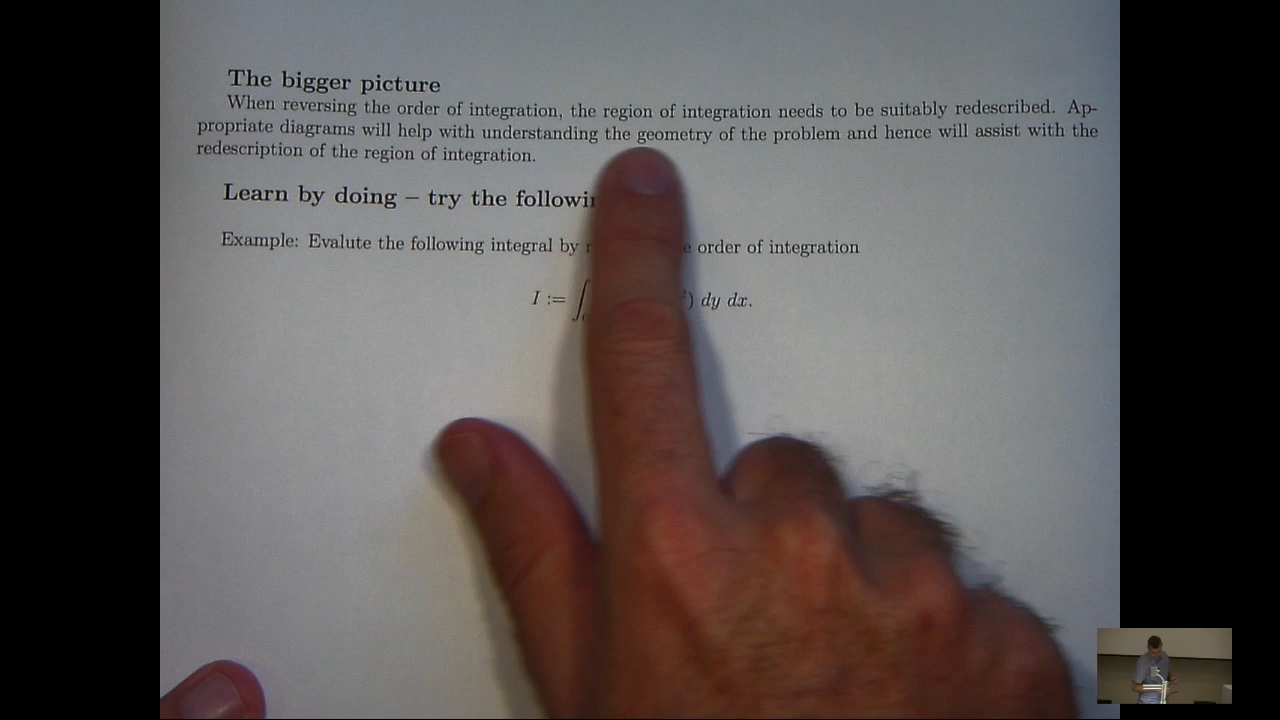 The bigger picture
When reversing the order of integration, the region of integration needs to be suitably redescribed. Ap-
propriate diagrams will help with understanding the geometry of the problem and hence will assist with the
redescription of the region of integration.
Learn by doing – try the
Example: Evalute the following integral by order of integration
I := ∫ ) dy dx.